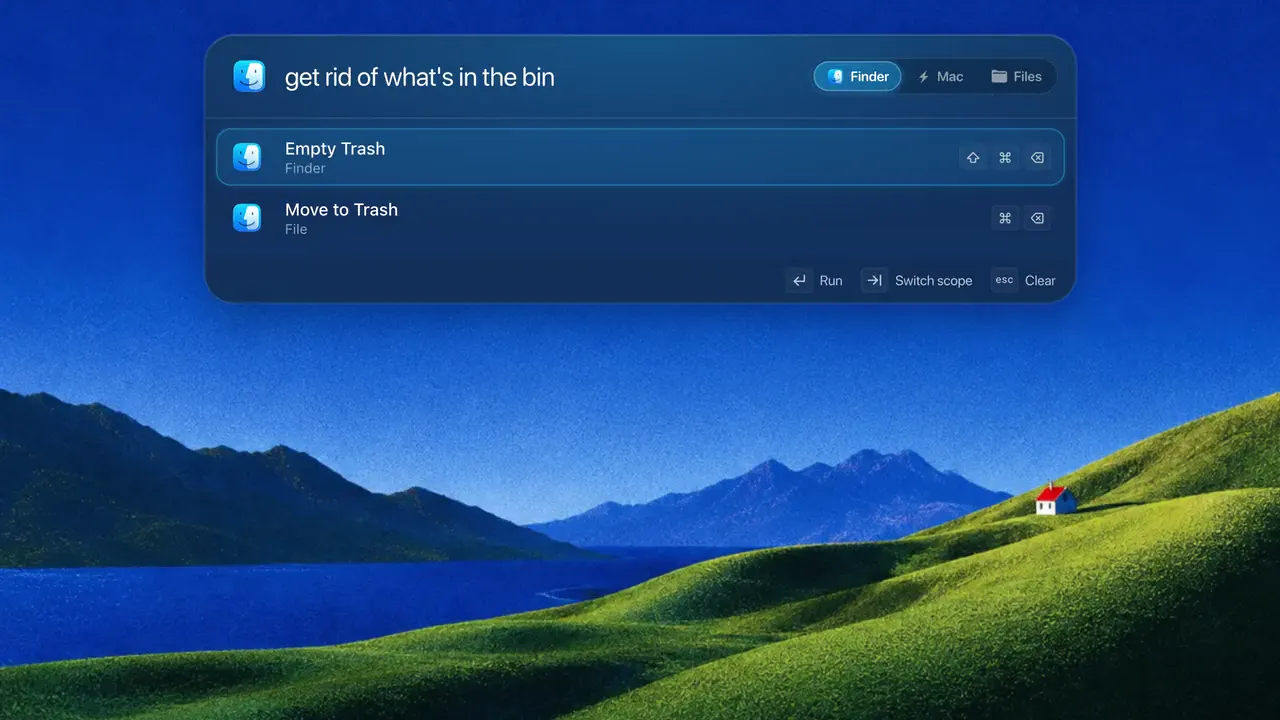 get rid of what's in the bin
Finder
Mac
Files
Empty Trash
Finder
Move to Trash
File
Run
Switch scope
esc
Clear